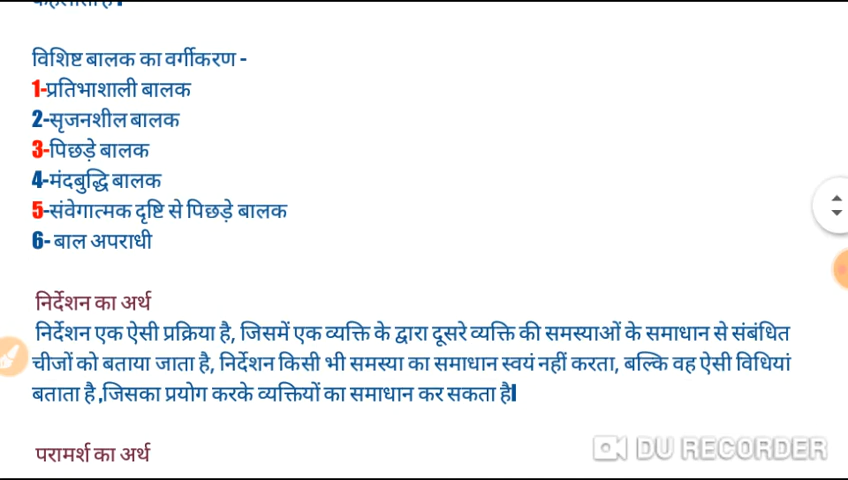 विशिष्ट बालक का वर्गीकरण -
1-प्रतिभाशाली बालक
2-सृजनशील बालक
3-पिछड़े बालक
4-मंदबुद्धि बालक
5-संवेगात्मक दृष्टि से पिछड़े बालक
6- बाल अपराधी
निर्देशन का अर्थ
निर्देशन एक ऐसी प्रक्रिया है, जिसमें एक व्यक्ति के द्वारा दूसरे व्यक्ति की समस्याओं के समाधान से संबंधित
चीजों को बताया जाता है, निर्देशन किसी भी समस्या का समाधान स्वयं नहीं करता, बल्कि वह ऐसी विधियां
बताता है ,जिसका प्रयोग करके व्यक्तियों का समाधान कर सकता है।
परामर्श का अर्थ
DU RECORDER